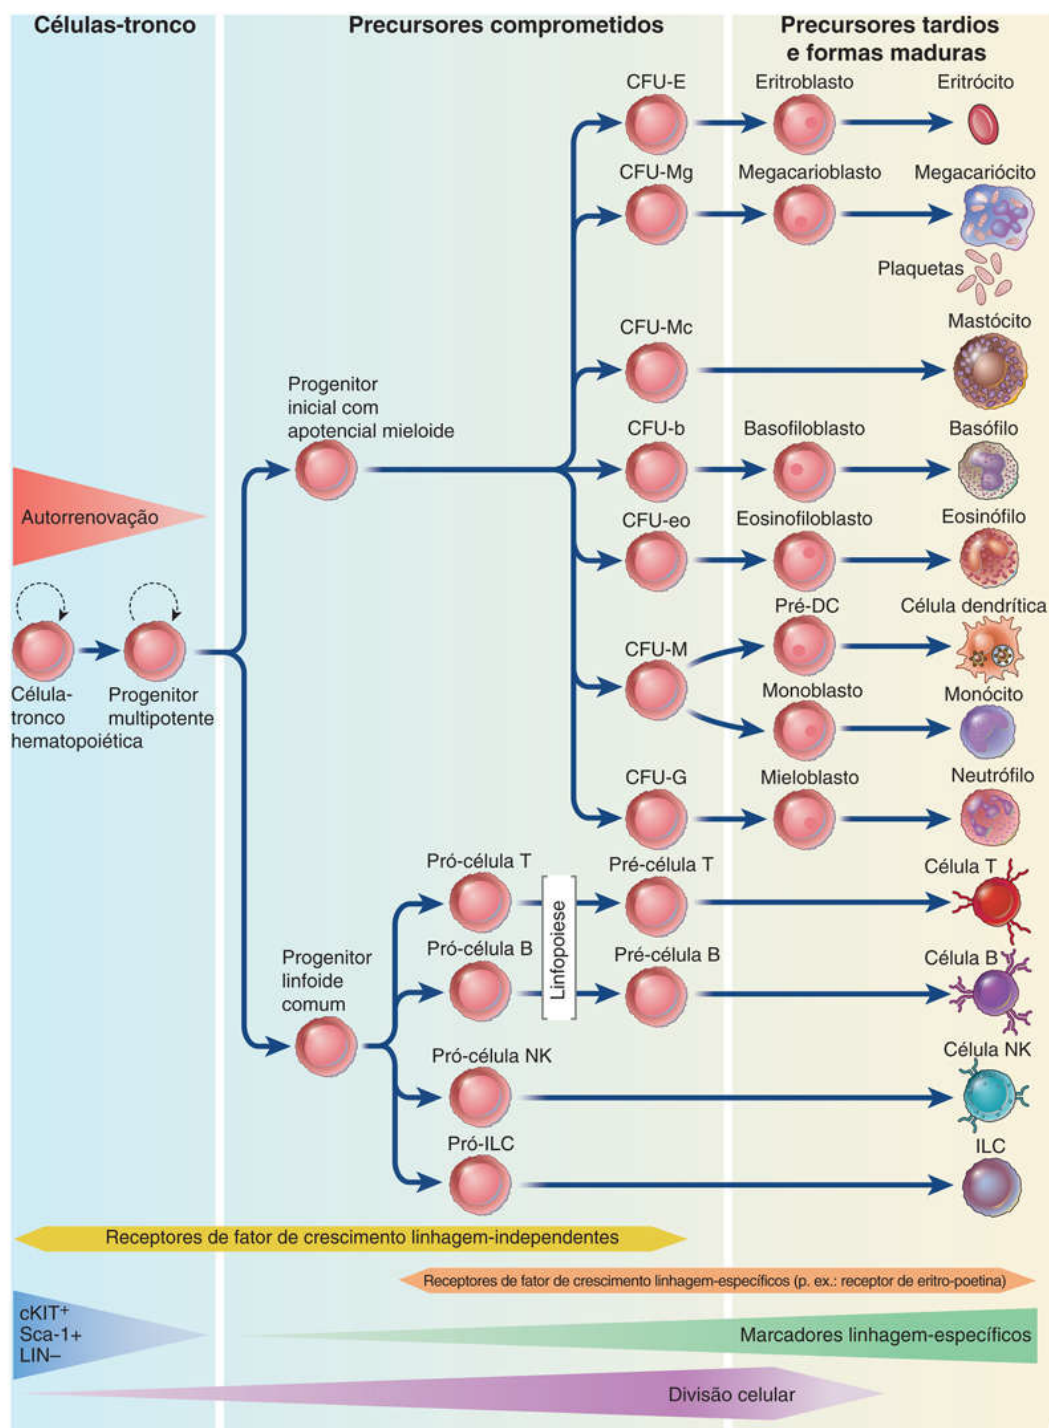 Células-tronco
Precursores comprometidos
Precursores tardios
e formas maduras
CFU-E
Eritroblasto
Eritrócito
CFU-Mg
Megacarioblasto
Megacariócito
Plaquetas
CFU-Mc
Mastócito
Progenitor
inicial com
apotencial mieloide
CFU-b
Basofiloblasto
Basófilo
Autorrenovação
CFU-eo
Eosinofiloblasto
Eosinófilo
Pré-DC
Célula dendrítica
CFU-M
Célula-
tronco
hematopoiética
Progenitor
multipotente
Monoblasto
Monócito
CFU-G
Mieloblasto
Neutrófilo
Pró-célula T
Pré-célula T
Célula T
Linfopoiese
Progenitor
linfoide
comum
Pró-célula B
Pré-célula B
Célula B
Pró-célula NK
Célula NK
Pró-ILC
ILC
Receptores de fator de crescimento linhagem-independentes
Receptores de fator de crescimento linhagem-específicos (p. ex.: receptor de eritro-poetina)
cKIT+
Sca-1+
LIN–
Marcadores linhagem-específicos
Divisão celular